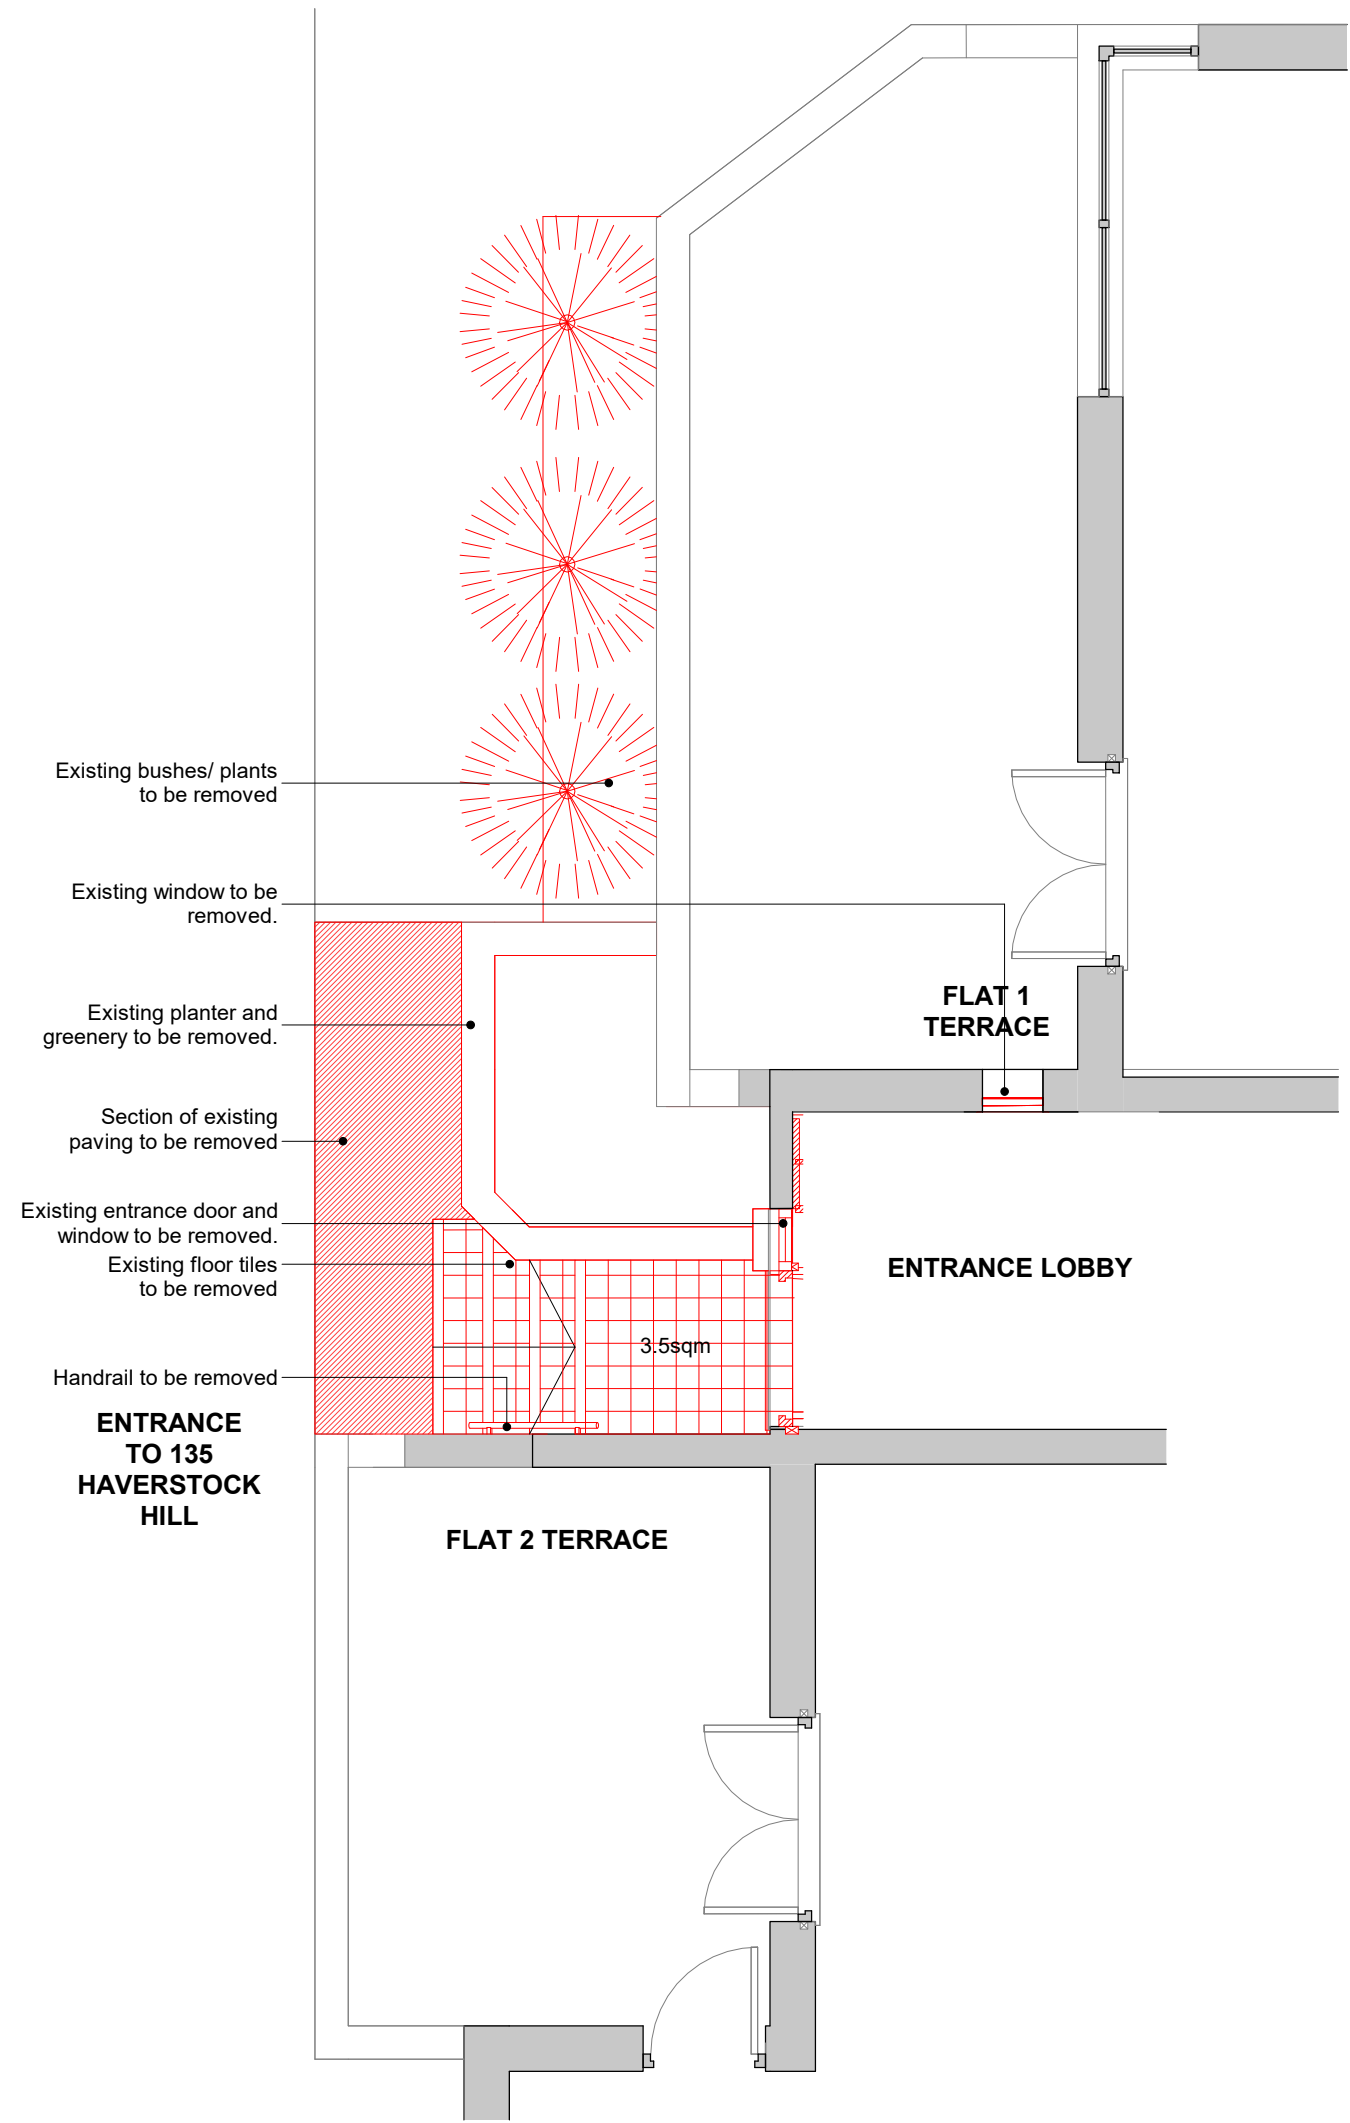 Existing bushes/ plants
to be removed
Existing window to be
removed.
FLAT 1
TERRACE
Existing planter and
greenery to be removed.
Section of existing
paving to be removed
Existing entrance door and
window to be removed.
Existing floor tiles
to be removed
ENTRANCE LOBBY
3.5sqm
Handrail to be removed
ENTRANCE
TO 135
HAVERSTOCK
HILL
FLAT 2 TERRACE